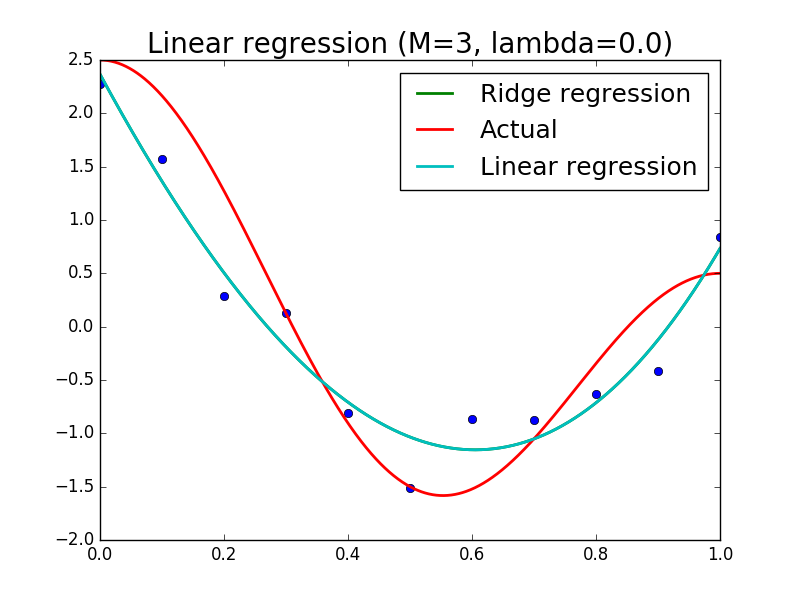 Linear regression (M=3, lambda=0.0)
2.5
2.0
1.5
1.0
0.5
0.0
−0.5
−1.0
−1.5
−2.0
Ridge regression
Actual
Linear regression
0.0 0.2 0.4 0.6 0.8 1.0